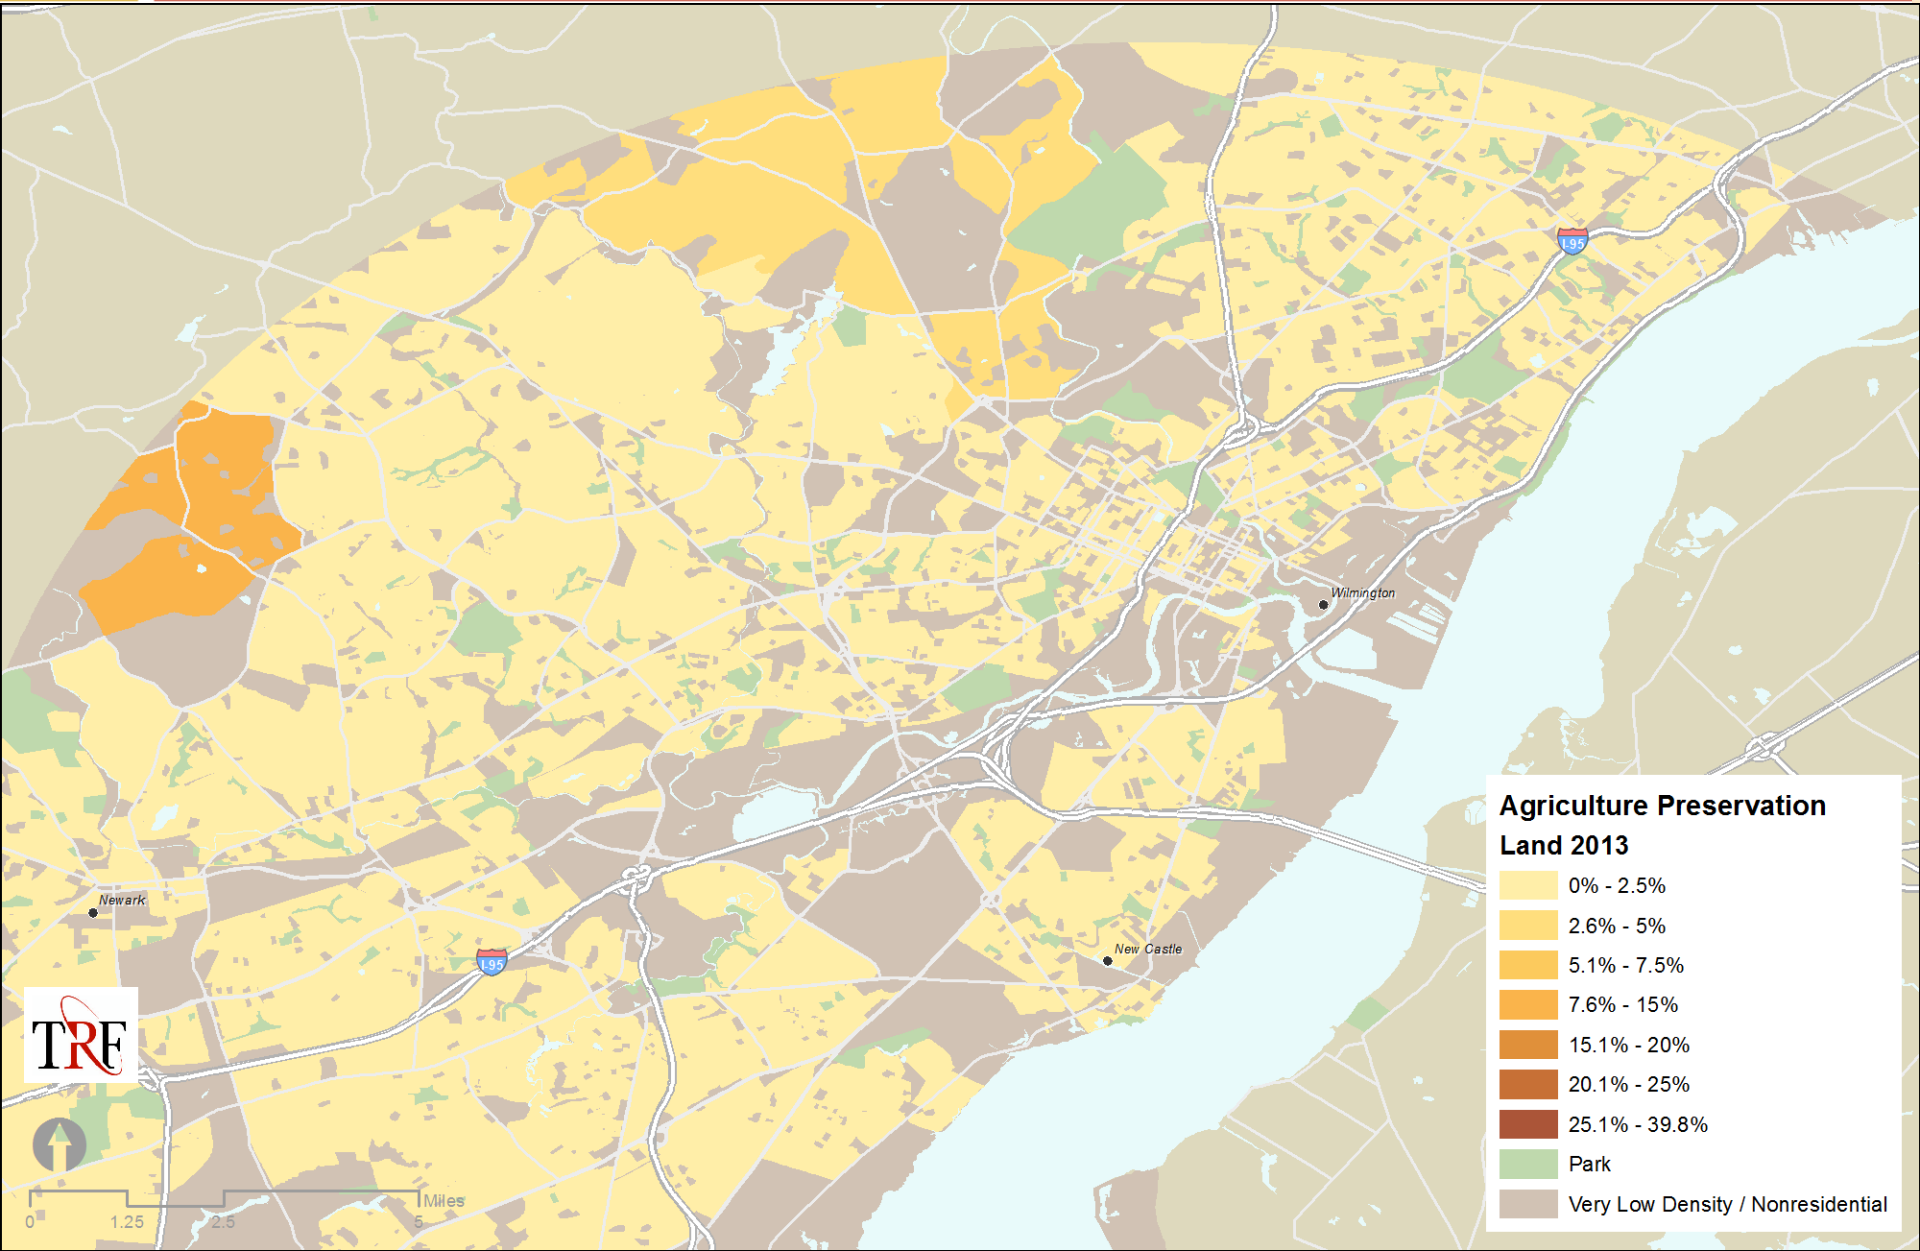 I-95
Wilmington
Agriculture Preservation
Land 2013
0% - 2.5%
2.6% - 5%
5.1% - 7.5%
7.6% - 15%
15.1% - 20%
20.1% - 25%
25.1% - 39.8%
Park
Very Low Density / Nonresidential
Newark
New Castle
I-95
TRF
Miles
0 1.25 2.5 5